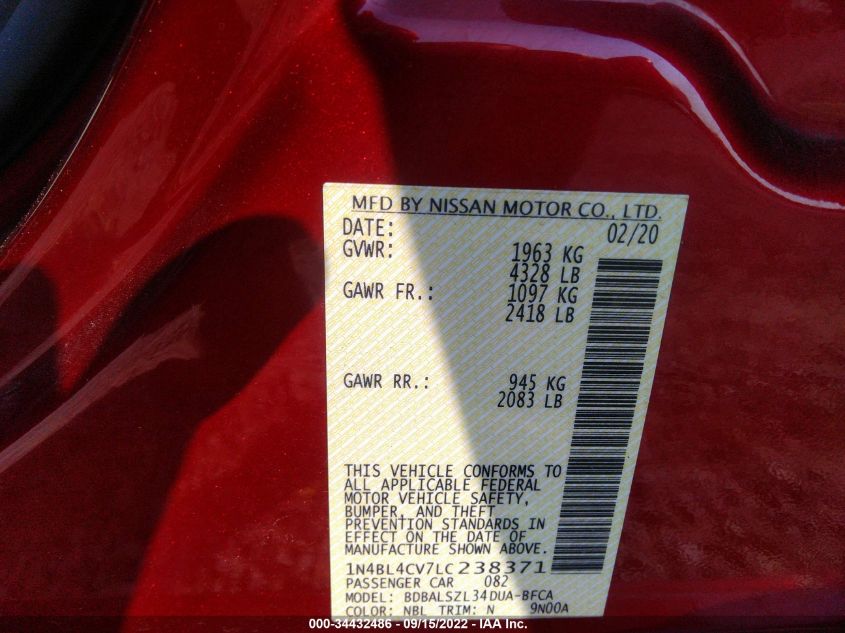 MFD BY NISSAN MOTOR CO., LTD.
DATE: 02/20
GVWR: 1963 KG
4328 LB
GAWR FR.: 1097 KG
2418 LB
GAWR RR.: 945 KG
2083 LB
THIS VEHICLE CONFORMS TO
ALL APPLICABLE FEDERAL
MOTOR VEHICLE SAFETY,
BUMPER, AND THEFT
PREVENTION STANDARDS IN
EFFECT ON THE DATE OF
MANUFACTURE SHOWN ABOVE.
1N4BL4CV7LC238371
PASSENGER CAR 082
MODEL: BDBALSZL34DUA-BFCA
COLOR: NBL TRIM: N 9N00A
000-34432486 - 09/15/2022 - IAA Inc.